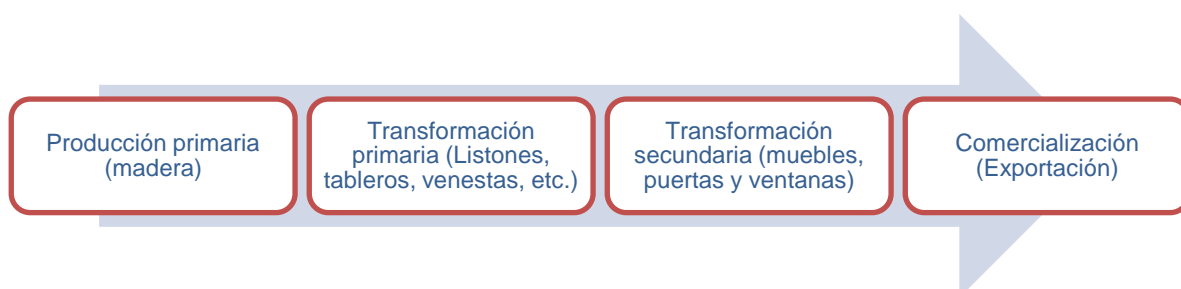 Producción primaria
(madera)
Transformación
primaria (Listones,
tableros, venestas, etc.)
Transformación
secundaria (muebles,
puertas y ventanas)
Comercialización
(Exportación)